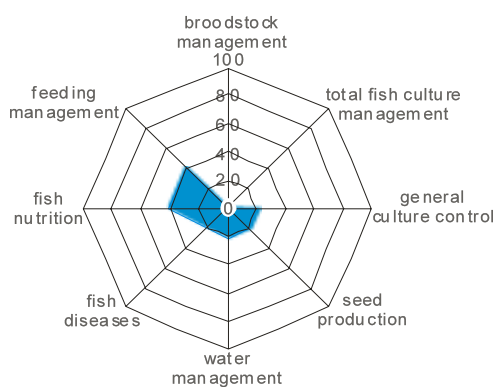 broodstock
management
100
80
60
40
20
0
total fish culture
management
general
culture control
seed
production
water
management
fish
diseases
fish
nutrition
feeding
management